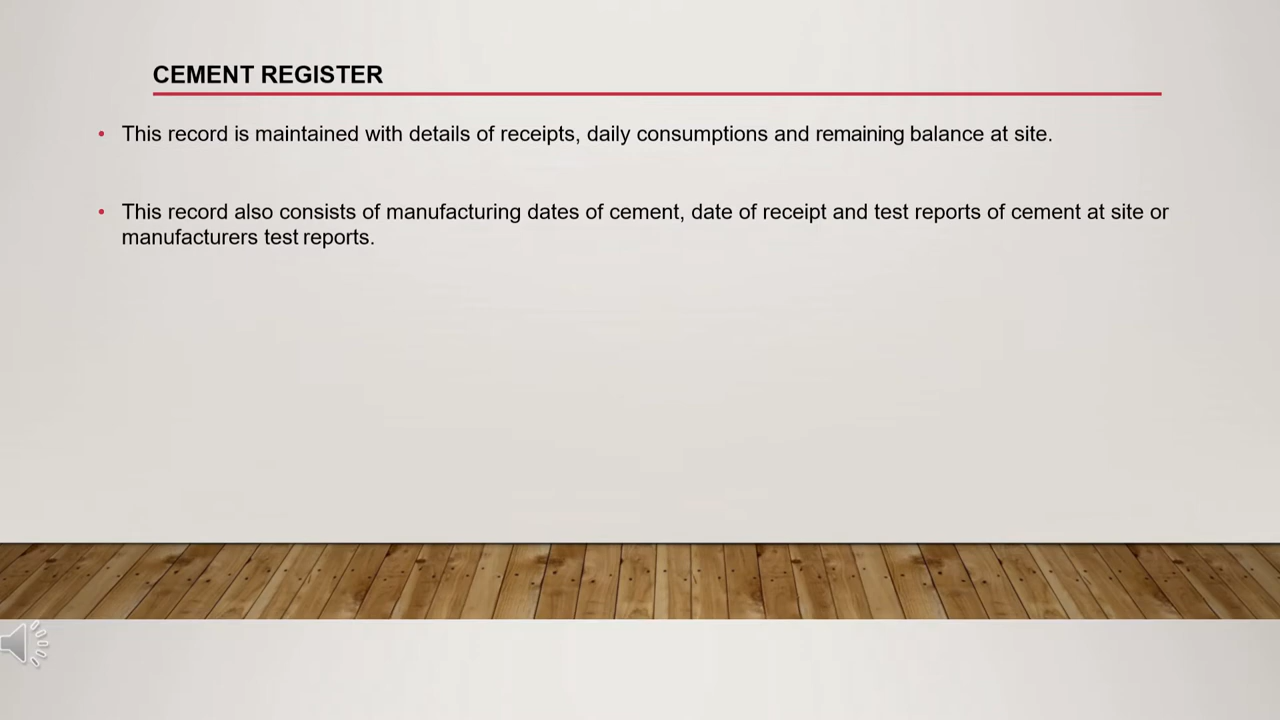 CEMENT REGISTER
• This record is maintained with details of receipts, daily consumptions and remaining balance at site.
• This record also consists of manufacturing dates of cement, date of receipt and test reports of cement at site or
manufacturers test reports.